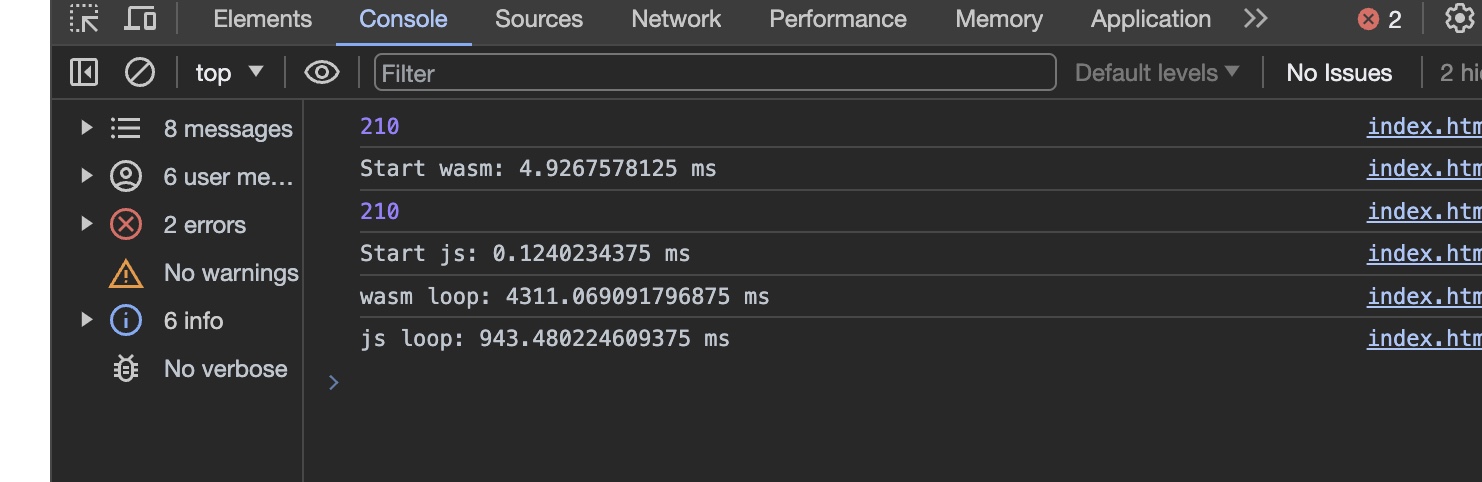 Elements Console Sources Network Performance Memory Application 2
top Filter Default levels No Issues 2 hi
8 messages
6 user me…
2 errors
No warnings
6 info
No verbose
210 index.htm
Start wasm: 4.9267578125 ms index.htm
210 index.htm
Start js: 0.1240234375 ms index.htm
wasm loop: 4311.069091796875 ms index.htm
js loop: 943.480224609375 ms index.htm